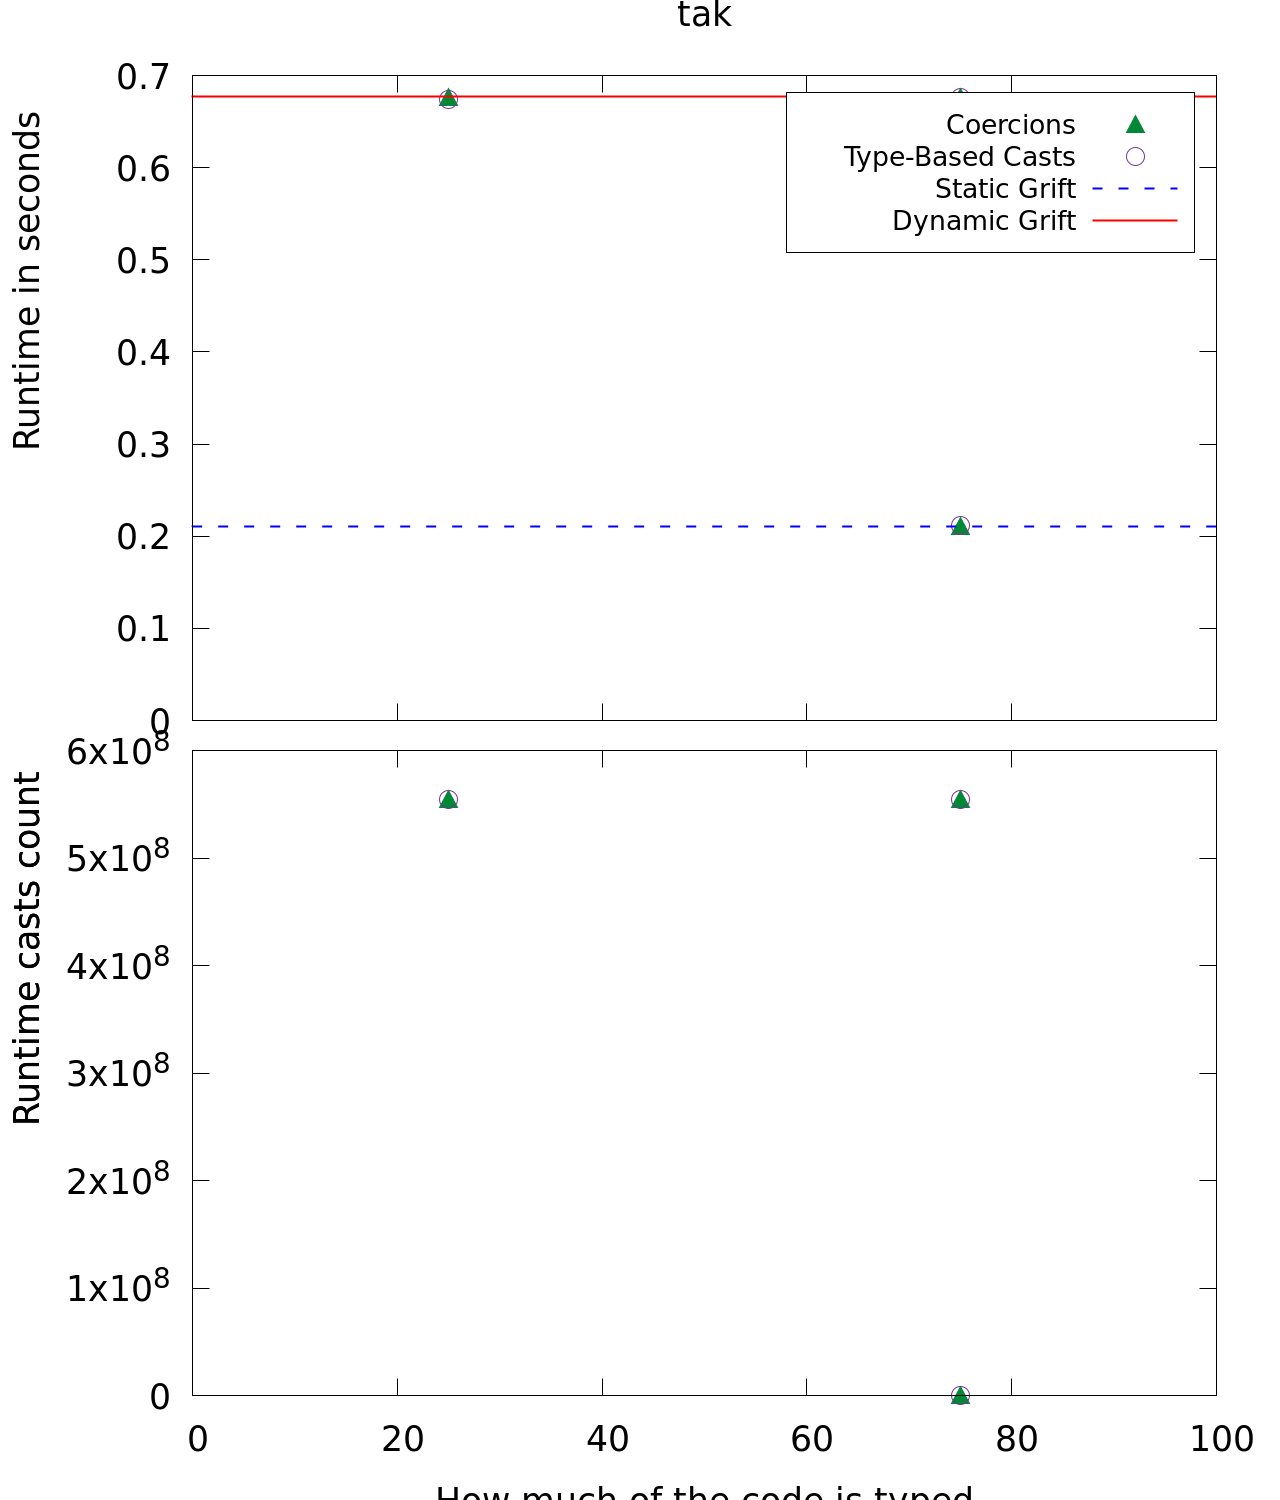 tak
Runtime in seconds
0.7
0.6
0.5
0.4
0.3
0.2
0.1
0
Coercions
Type-Based Casts
Static Grift
Dynamic Grift
Runtime casts count
6x10⁸
5x10⁸
4x10⁸
3x10⁸
2x10⁸
1x10⁸
0
0 20 40 60 80 100
How much of the code is typed